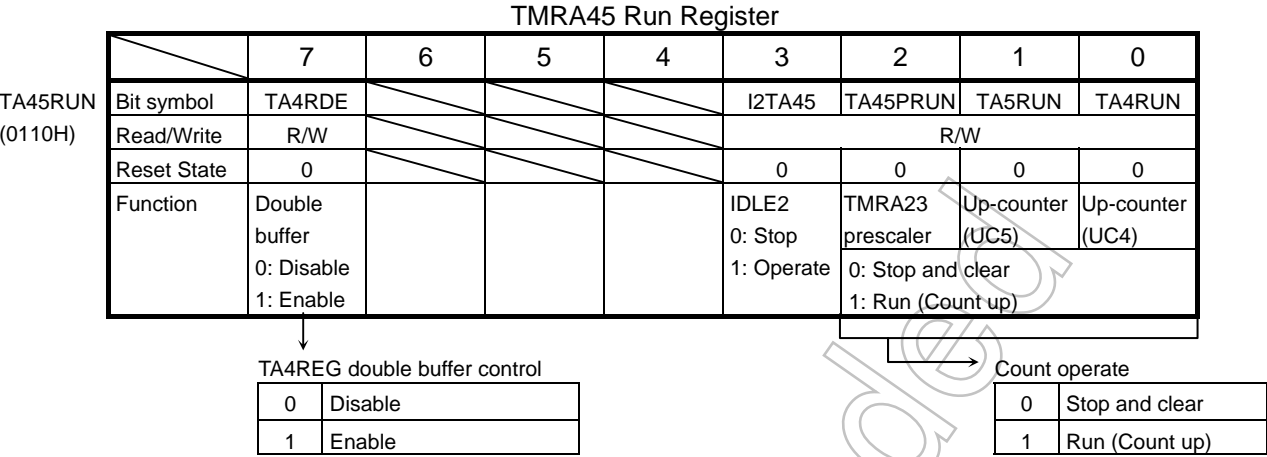 TMRA45 Run Register
7 6 5 4 3 2 1 0
TA45RUN Bit symbol TA4RDE I2TA45 TA45PRUN TA5RUN TA4RUN
(0110H) Read/Write R/W R/W
Reset State 0 0 0 0 0
Function Double IDLE2 TMRA23 Up-counter Up-counter
buffer 0: Stop prescaler (UC5) (UC4)
0: Disable 1: Operate 0: Stop and clear
1: Enable 1: Run (Count up)
TA4REG double buffer control Count operate
0 Disable 0 Stop and clear
1 Enable 1 Run (Count up)
ded